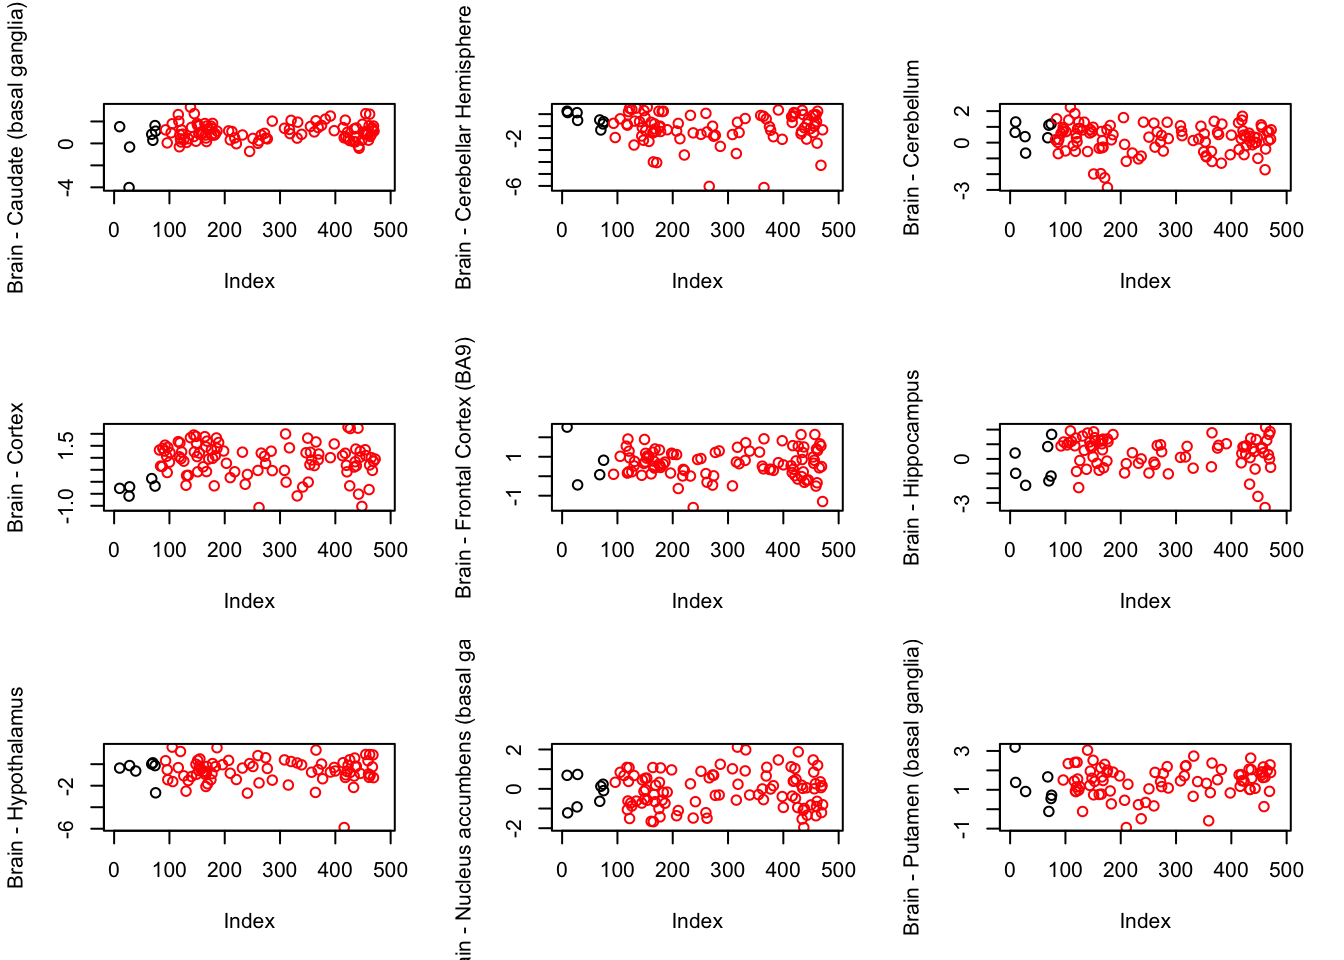 Brain - Caudate (basal ganglia)
0
-4
0 100 200 300 400 500
Index
Brain - Cerebellar Hemisphere
-2
-6
0 100 200 300 400 500
Index
Brain - Cerebellum
2
0
-3
0 100 200 300 400 500
Index
Brain - Cortex
1.5
-1.0
0 100 200 300 400 500
Index
Brain - Frontal Cortex (BA9)
1
-1
0 100 200 300 400 500
Index
Brain - Hippocampus
0
-3
0 100 200 300 400 500
Index
Brain - Hypothalamus
-2
-6
0 100 200 300 400 500
Index
ain - Nucleus accumbens (basal ga
2
0
-2
0 100 200 300 400 500
Index
Brain - Putamen (basal ganglia)
3
1
-1
0 100 200 300 400 500
Index